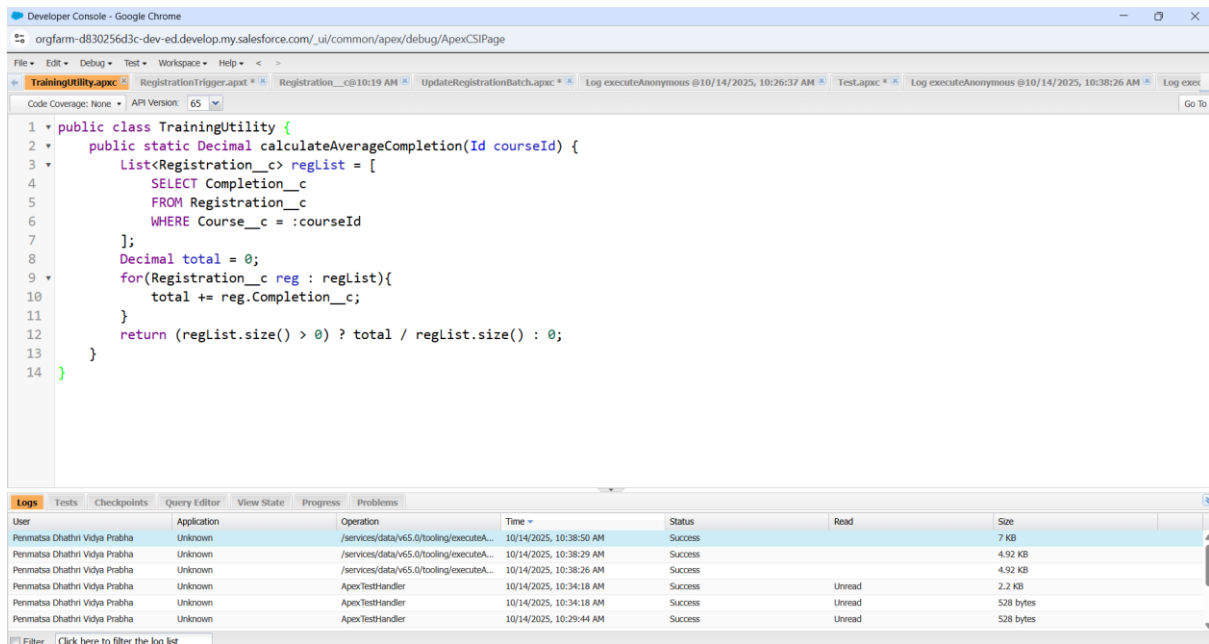 Developer Console - Google Chrome
orgfarm-d830256d3c-dev-ed.develop.my.salesforce.com/_ui/common/apex/debug/ApexCSIPage
File Edit Debug Test Workspace Help < >
TrainingUtility.apxc RegistrationTrigger.apxt * Registration__c@10:19 AM UpdateRegistrationBatch.apxc * Log executeAnonymous @10/14/2025, 10:26:37 AM Test.apxc * Log executeAnonymous @10/14/2025, 10:38:26 AM Log exec
Code Coverage: None API Version: 65 Go To
1 public class TrainingUtility {
2 public static Decimal calculateAverageCompletion(Id courseId) {
3 List<Registration__c> regList = [
4 SELECT Completion__c
5 FROM Registration__c
6 WHERE Course__c = :courseId
7 ];
8 Decimal total = 0;
9 for(Registration__c reg : regList){
10 total += reg.Completion__c;
11 }
12 return (regList.size() > 0) ? total / regList.size() : 0;
13 }
14 }
Logs Tests Checkpoints Query Editor View State Progress Problems
User Application Operation Time Status Read Size
Penmatsa Dhathri Vidya Prabha Unknown /services/data/v65.0/tooling/executeA... 10/14/2025, 10:38:50 AM Success 7 KB
Penmatsa Dhathri Vidya Prabha Unknown /services/data/v65.0/tooling/executeA... 10/14/2025, 10:38:29 AM Success 4.92 KB
Penmatsa Dhathri Vidya Prabha Unknown /services/data/v65.0/tooling/executeA... 10/14/2025, 10:38:26 AM Success 4.92 KB
Penmatsa Dhathri Vidya Prabha Unknown ApexTestHandler 10/14/2025, 10:34:18 AM Success Unread 2.2 KB
Penmatsa Dhathri Vidya Prabha Unknown ApexTestHandler 10/14/2025, 10:34:18 AM Success Unread 528 bytes
Penmatsa Dhathri Vidya Prabha Unknown ApexTestHandler 10/14/2025, 10:29:44 AM Success Unread 528 bytes
Filter Click here to filter the log list